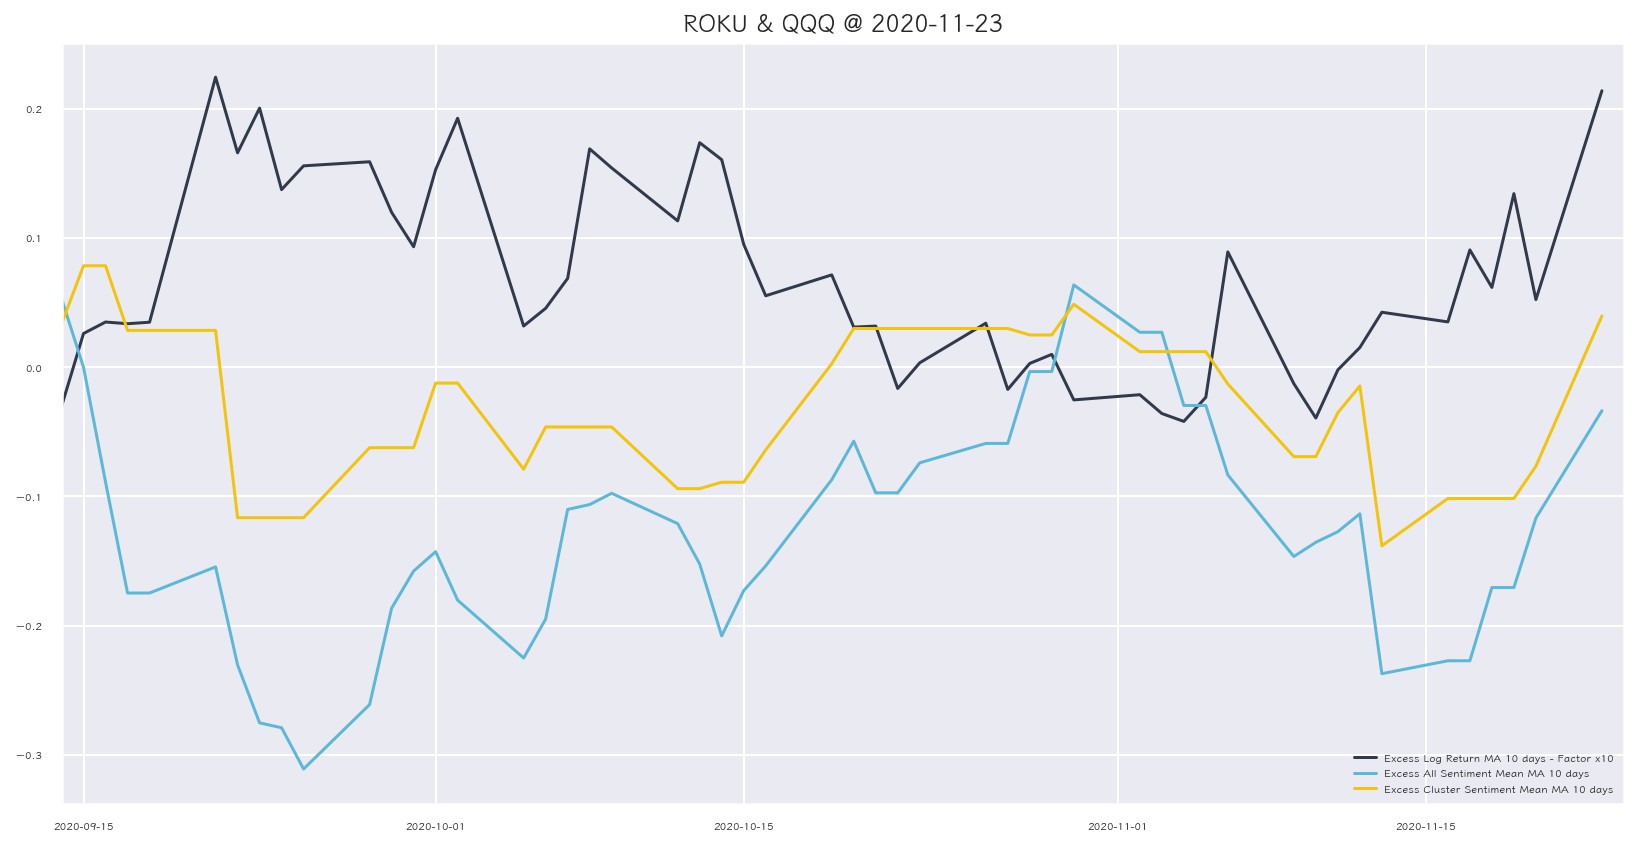 ROKU & QQQ @ 2020-11-23
0.2
0.1
0.0
−0.1
−0.2
−0.3
Excess Log Return MA 10 days - Factor x10
Excess All Sentiment Mean MA 10 days
Excess Cluster Sentiment Mean MA 10 days
2020-09-15 2020-10-01 2020-10-15 2020-11-01 2020-11-15